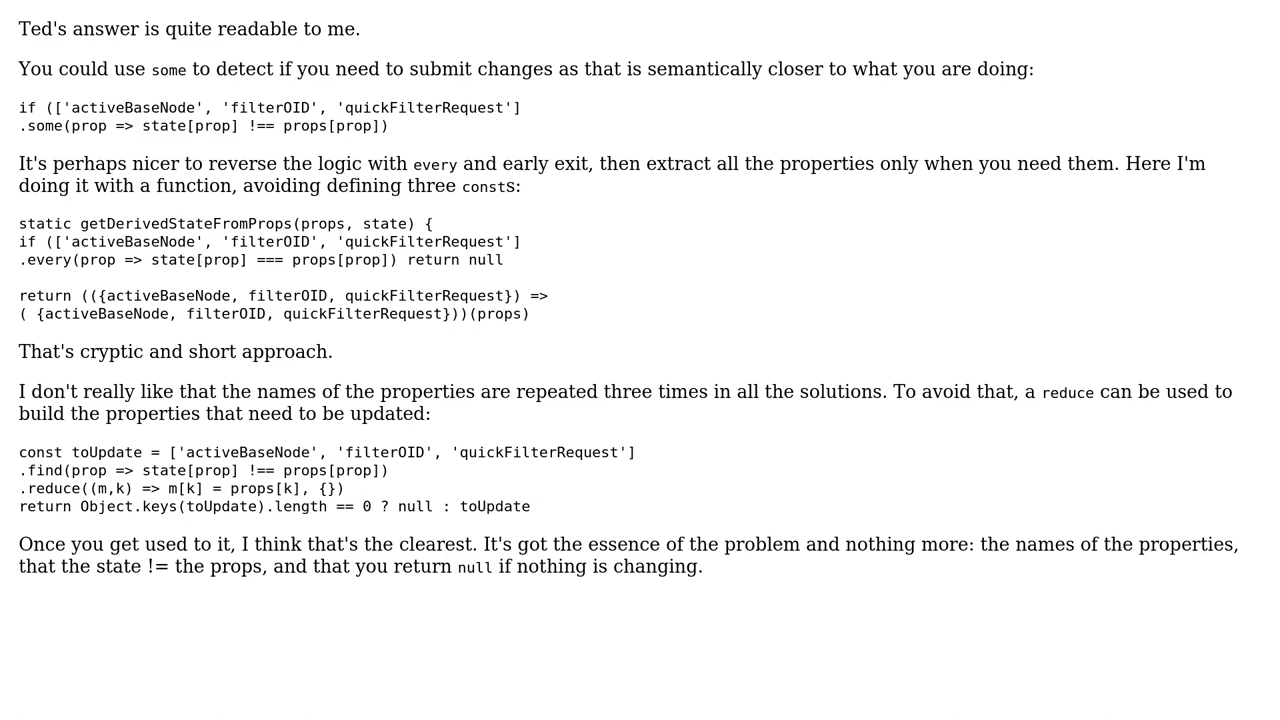 Ted's answer is quite readable to me.
You could use some to detect if you need to submit changes as that is semantically closer to what you are doing:
if (['activeBaseNode', 'filterOID', 'quickFilterRequest']
.some(prop => state[prop] !== props[prop])
It's perhaps nicer to reverse the logic with every and early exit, then extract all the properties only when you need them. Here I'm
doing it with a function, avoiding defining three consts:
static getDerivedStateFromProps(props, state) {
if (['activeBaseNode', 'filterOID', 'quickFilterRequest']
.every(prop => state[prop] === props[prop]) return null
return (({activeBaseNode, filterOID, quickFilterRequest}) =>
( {activeBaseNode, filterOID, quickFilterRequest}))(props)
That's cryptic and short approach.
I don't really like that the names of the properties are repeated three times in all the solutions. To avoid that, a reduce can be used to
build the properties that need to be updated:
const toUpdate = ['activeBaseNode', 'filterOID', 'quickFilterRequest']
.find(prop => state[prop] !== props[prop])
.reduce((m,k) => m[k] = props[k], {})
return Object.keys(toUpdate).length == 0 ? null : toUpdate
Once you get used to it, I think that's the clearest. It's got the essence of the problem and nothing more: the names of the properties,
that the state != the props, and that you return null if nothing is changing.